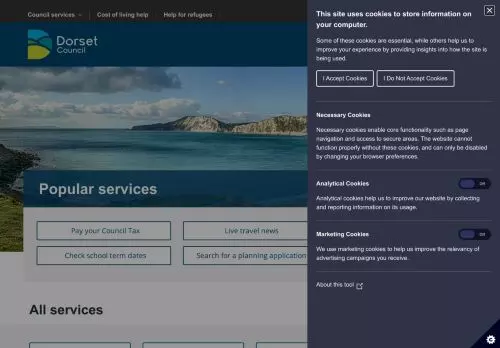 Council services
Cost of living help
Help for refugees
Dorset
Council
Popular services
Pay your Council Tax
Live travel news
Check school term dates
Search for a planning application
All services
This site uses cookies to store information on
your computer.
Some of these cookies are essential, while others help us to
improve your experience by providing insights into how the site is
being used.
I Accept Cookies
I Do Not Accept Cookies
Necessary Cookies
Necessary cookies enable core functionality such as page
navigation and access to secure areas. The website cannot
function properly without these cookies, and can only be disabled
by changing your browser preferences.
Analytical Cookies
Off
Analytical cookies help us to improve our website by collecting
and reporting information on its usage.
Marketing Cookies
Off
We use marketing cookies to help us improve the relevancy of
advertising campaigns you receive.
About this tool